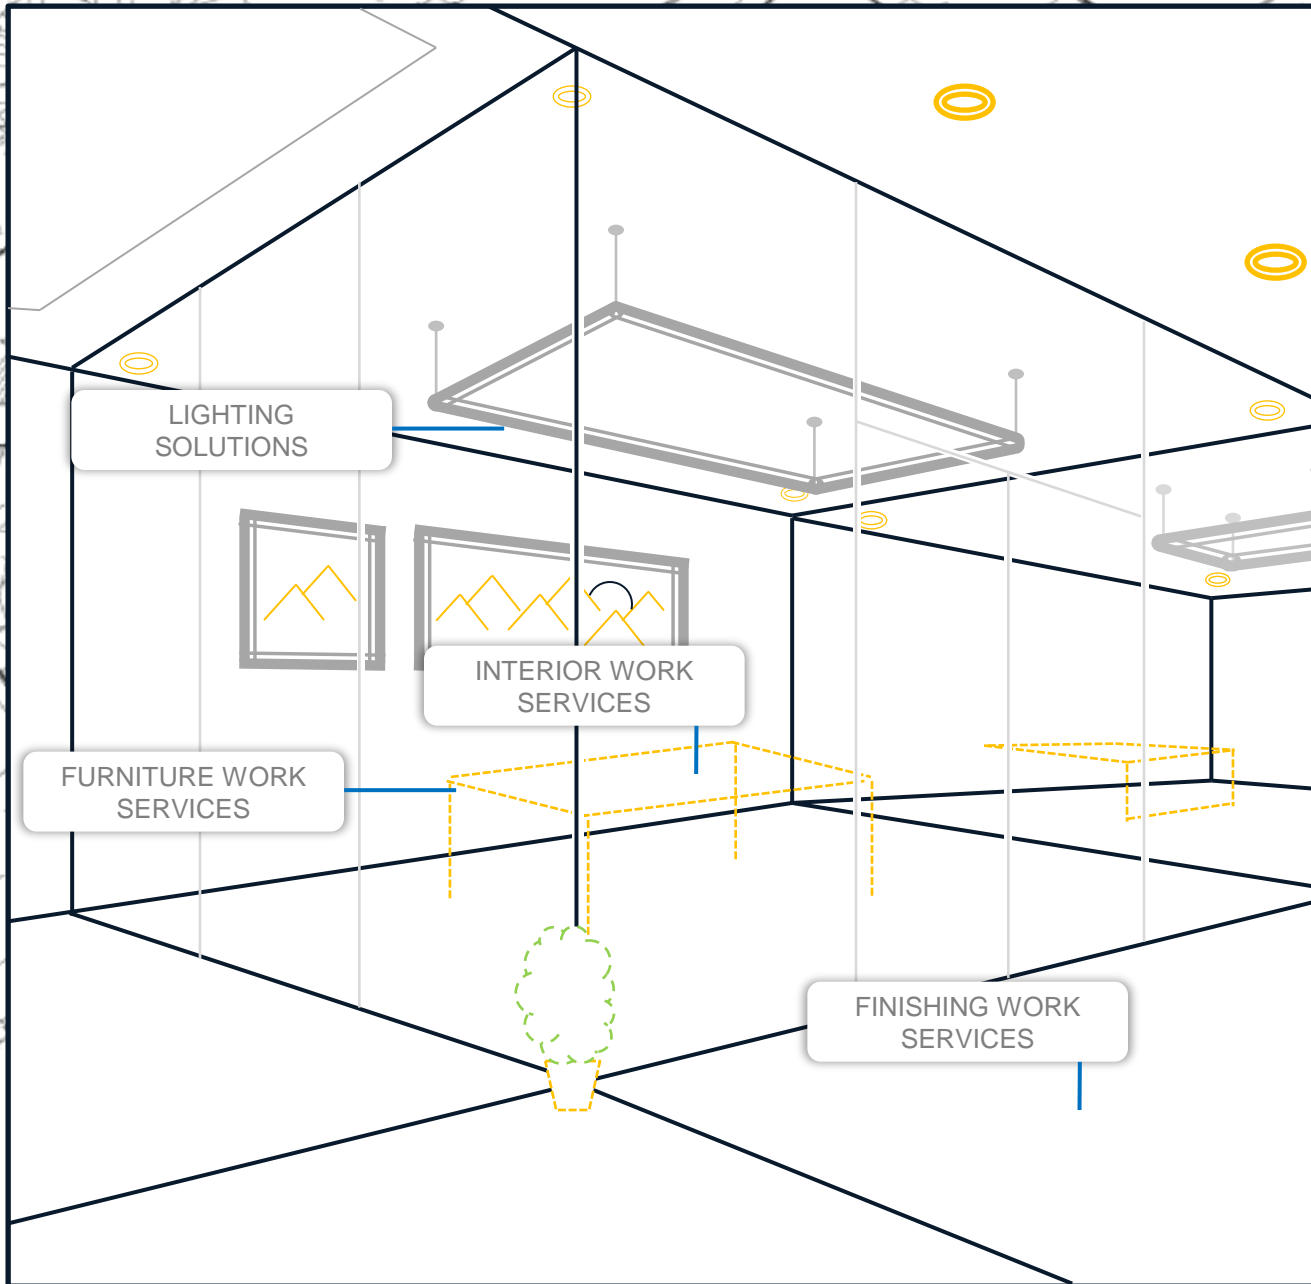 LIGHTING
SOLUTIONS
INTERIOR WORK
SERVICES
FURNITURE WORK
SERVICES
FINISHING WORK
SERVICES